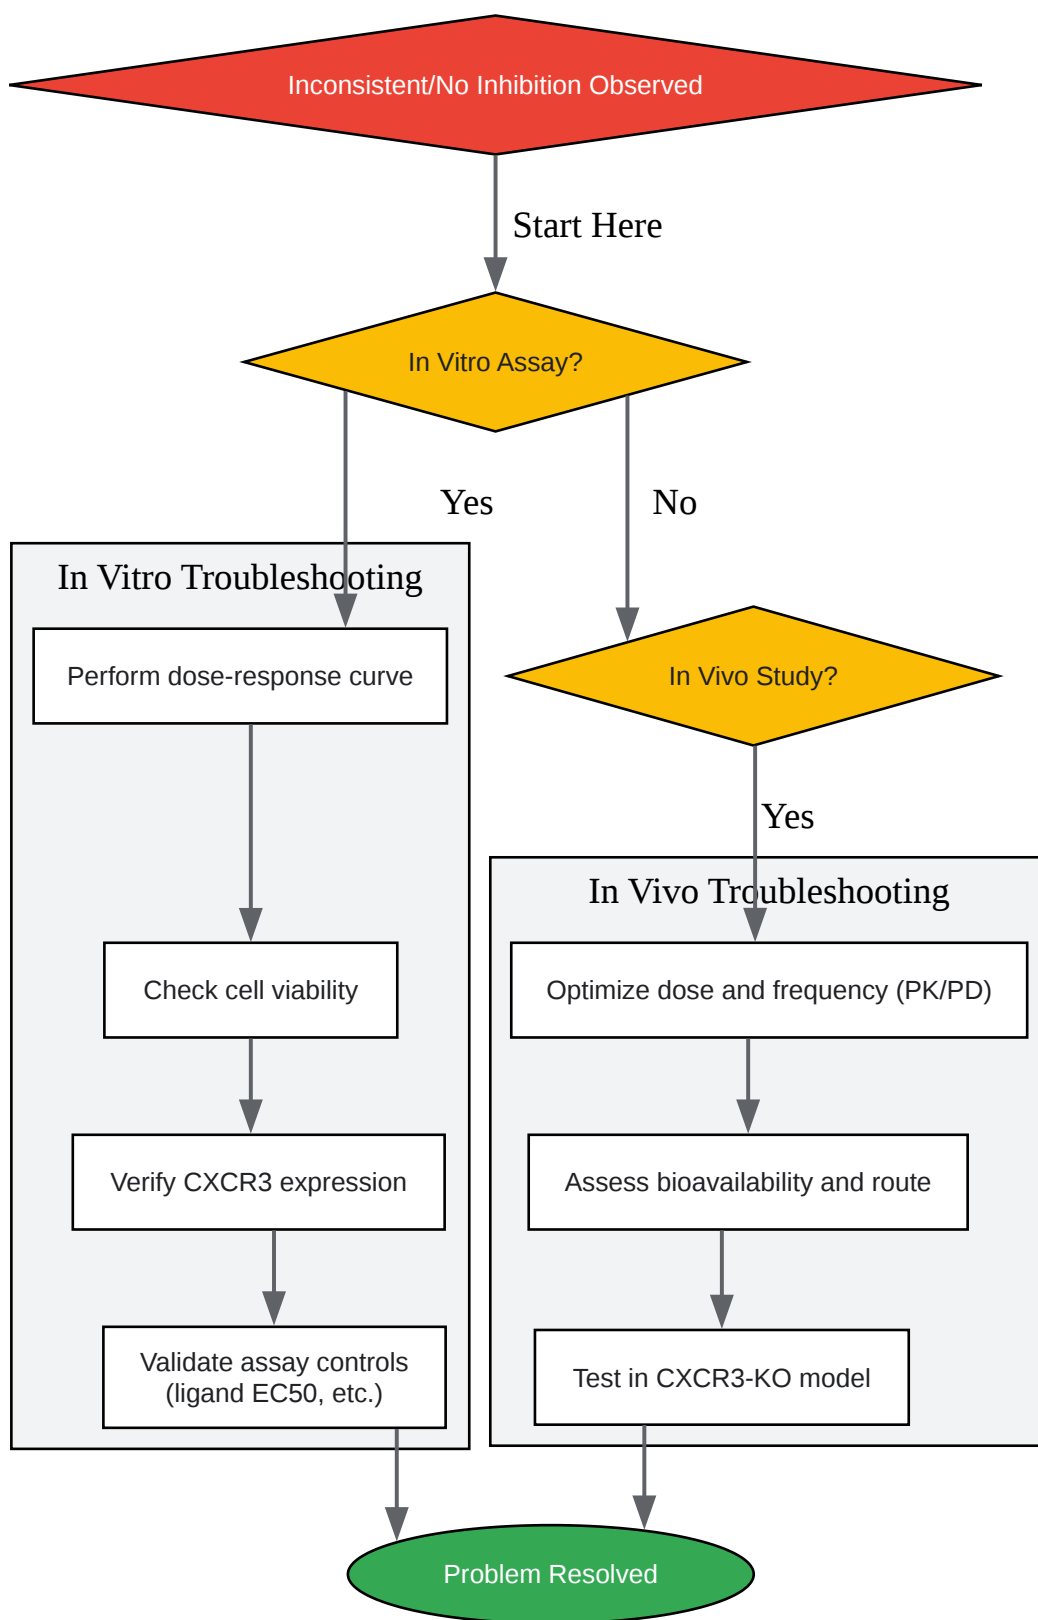 Inconsistent/No Inhibition Observed
Start Here
In Vitro Assay?
Yes
No
In Vitro Troubleshooting
Perform dose-response curve
In Vivo Study?
Yes
In Vivo Troubleshooting
Check cell viability
Optimize dose and frequency (PK/PD)
Verify CXCR3 expression
Assess bioavailability and route
Validate assay controls
(ligand EC50, etc.)
Test in CXCR3-KO model
Problem Resolved